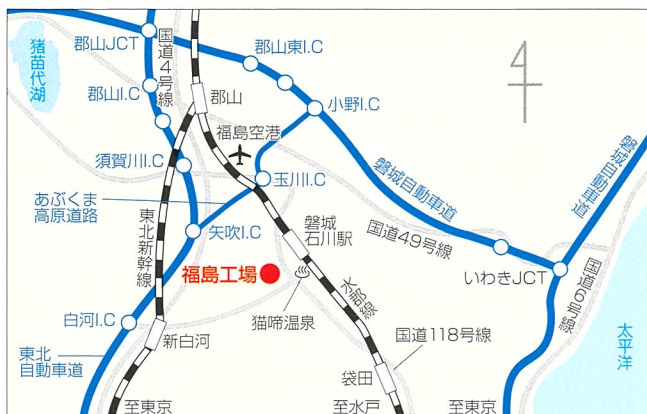 猪苗代湖
郡山JCT
国道4号線
郡山東I.C
郡山I.C
郡山
小野I.C
福島空港
須賀川I.C
玉川I.C
磐城自動車道
磐城自動車道
あぶくま
高原道路
東北新幹線
矢吹I.C
磐城
石川駅
国道49号線
いわきJCT
国道6号線
福島工場
猫啼温泉
水郡線
白河I.C
新白河
国道118号線
太平洋
東北
自動車道
袋田
至東京
至水戸
至東京